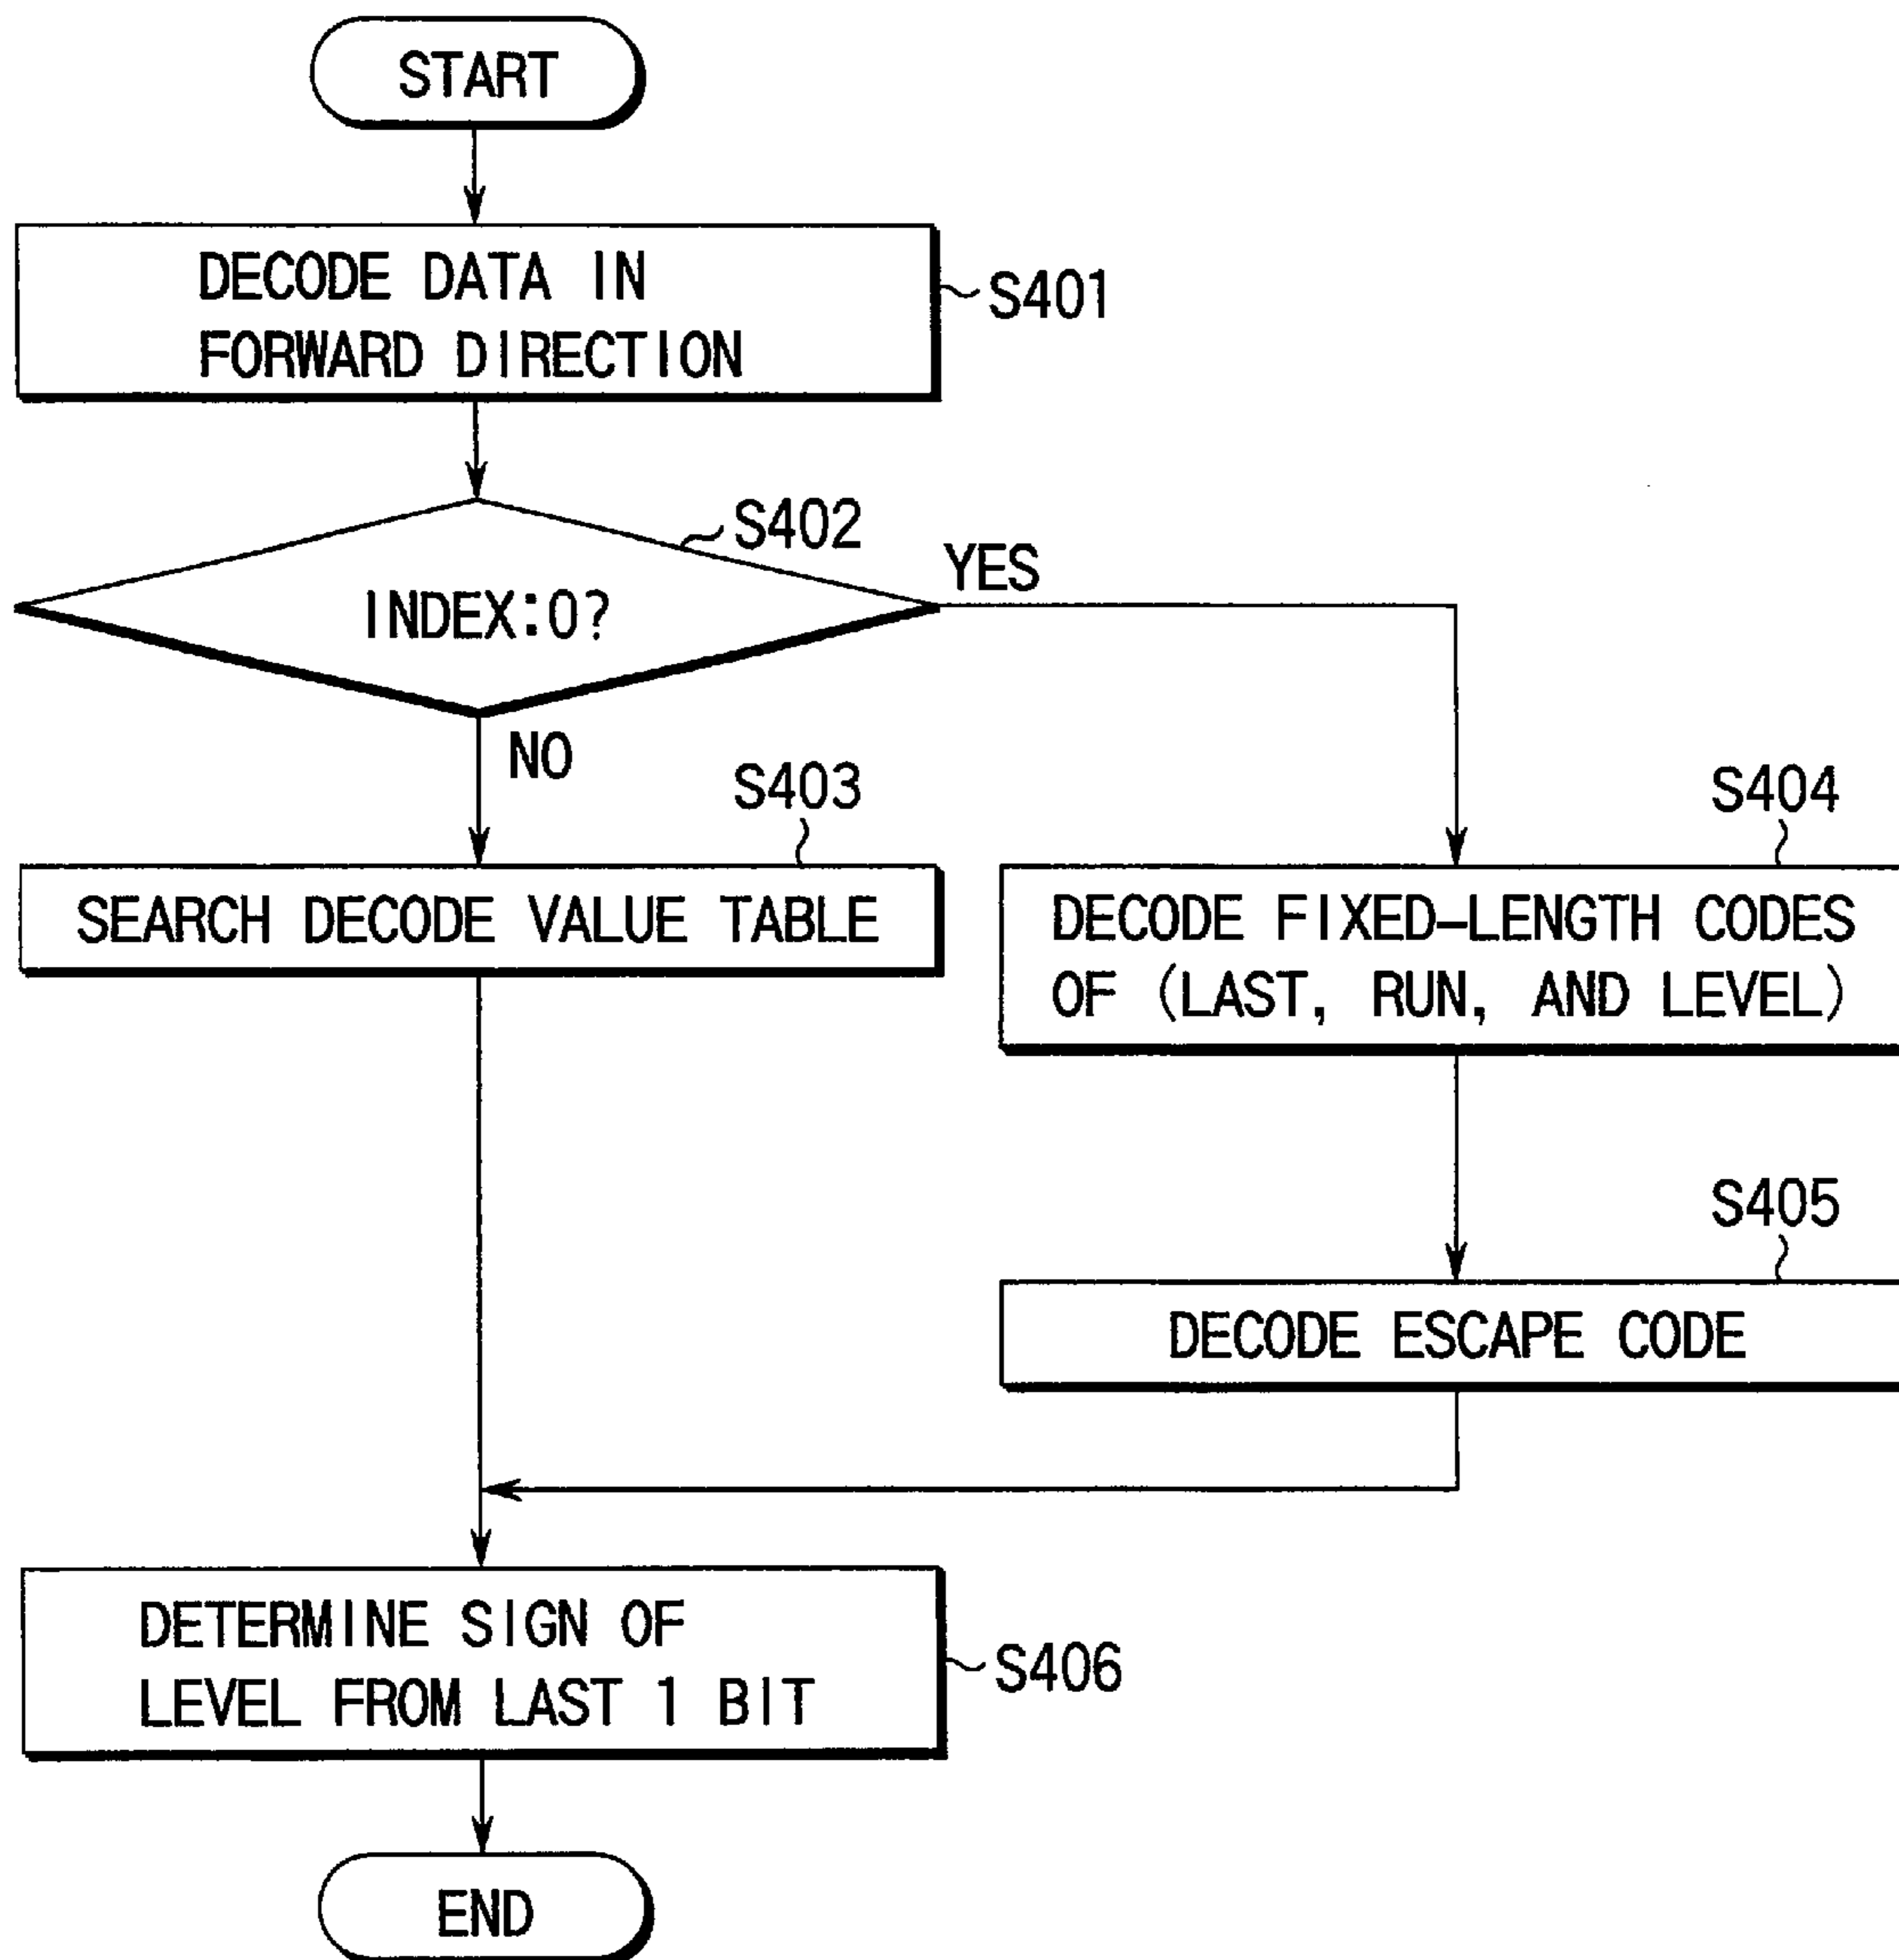 START
DECODE DATA IN
FORWARD DIRECTION
S401
S402
INDEX:0?
YES
NO
S403
SEARCH DECODE VALUE TABLE
S404
DECODE FIXED-LENGTH CODES
OF (LAST, RUN, AND LEVEL)
S405
DECODE ESCAPE CODE
DETERMINE SIGN OF
LEVEL FROM LAST 1 BIT
S406
END